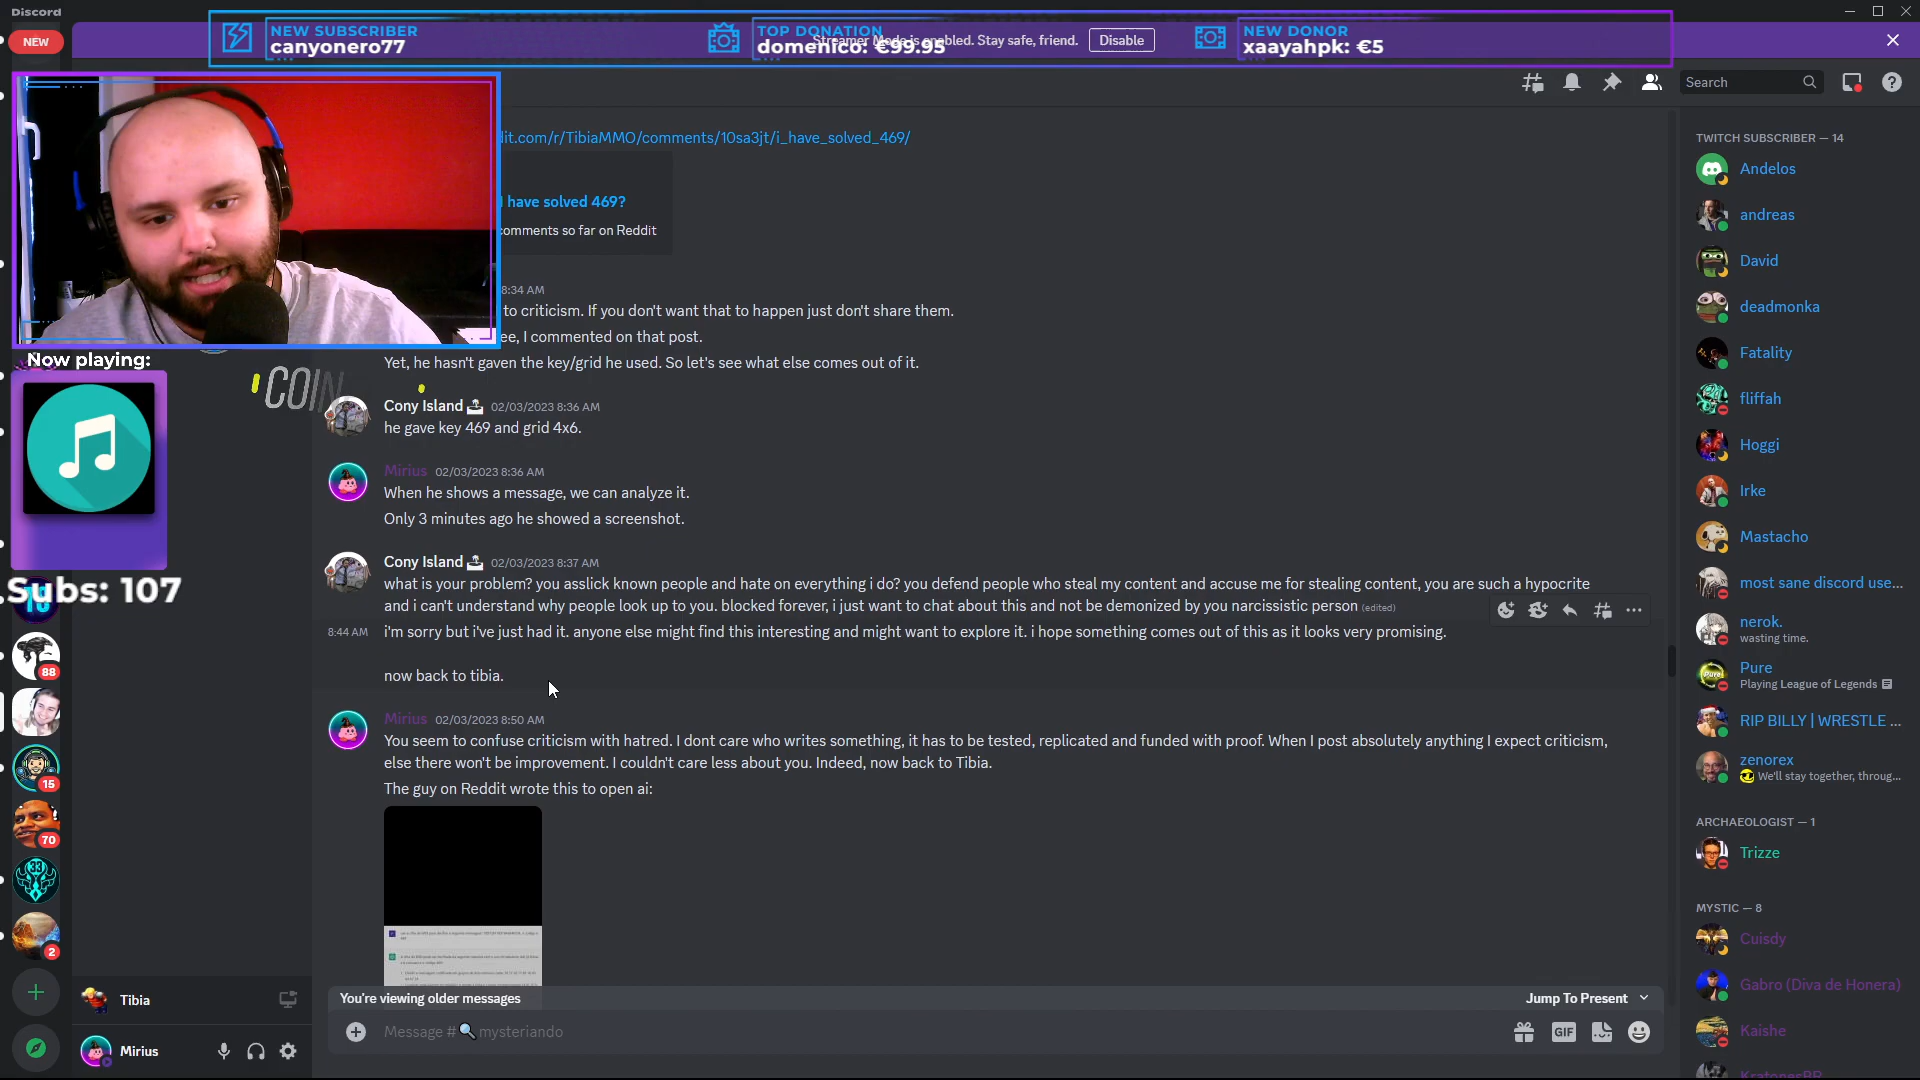 Discord
NEW
NEW SUBSCRIBER
canyonero77
TOP DONATION
domenico: €99.95
Streamer Mode is enabled. Stay safe, friend.
Disable
NEW DONOR
xaayahpk: €5
Search
dit.com/r/TibiaMMO/comments/10sa3jt/i_have_solved_469/
I have solved 469?
comments so far on Reddit
8:34 AM
to criticism. If you don't want that to happen just don't share them.
ee, I commented on that post.
Yet, he hasn't gaven the key/grid he used. So let's see what else comes out of it.
Now playing:
COIN
Cony Island 02/03/2023 8:36 AM
he gave key 469 and grid 4x6.
Mirius 02/03/2023 8:36 AM
When he shows a message, we can analyze it.
Only 3 minutes ago he showed a screenshot.
Cony Island 02/03/2023 8:37 AM
what is your problem? you asslick known people and hate on everything i do? you defend people who steal my content and accuse me for stealing content, you are such a hypocrite
and i can't understand why people look up to you. blocked forever, i just want to chat about this and not be demonized by you narcissistic person (edited)
8:44 AM i'm sorry but i've just had it. anyone else might find this interesting and might want to explore it. i hope something comes out of this as it looks very promising.
now back to tibia.
Mirius 02/03/2023 8:50 AM
You seem to confuse criticism with hatred. I dont care who writes something, it has to be tested, replicated and funded with proof. When I post absolutely anything I expect criticism,
else there won't be improvement. I couldn't care less about you. Indeed, now back to Tibia.
The guy on Reddit wrote this to open ai:
You're viewing older messages
Jump To Present
Message #🔍 mysteriando
GIF
Subs: 107
88
15
70
33
2
Tibia
Mirius
TWITCH SUBSCRIBER — 14
Andelos
andreas
David
deadmonka
Fatality
fliffah
Hoggi
Irke
Mastacho
most sane discord use...
nerok.
wasting time.
Pure
Playing League of Legends
RIP BILLY | WRESTLE ...
zenorex
We'll stay together, throug...
ARCHAEOLOGIST — 1
Trizze
MYSTIC — 8
Cuisdy
Gabro (Diva de Honera)
Kaishe
KratonesBR